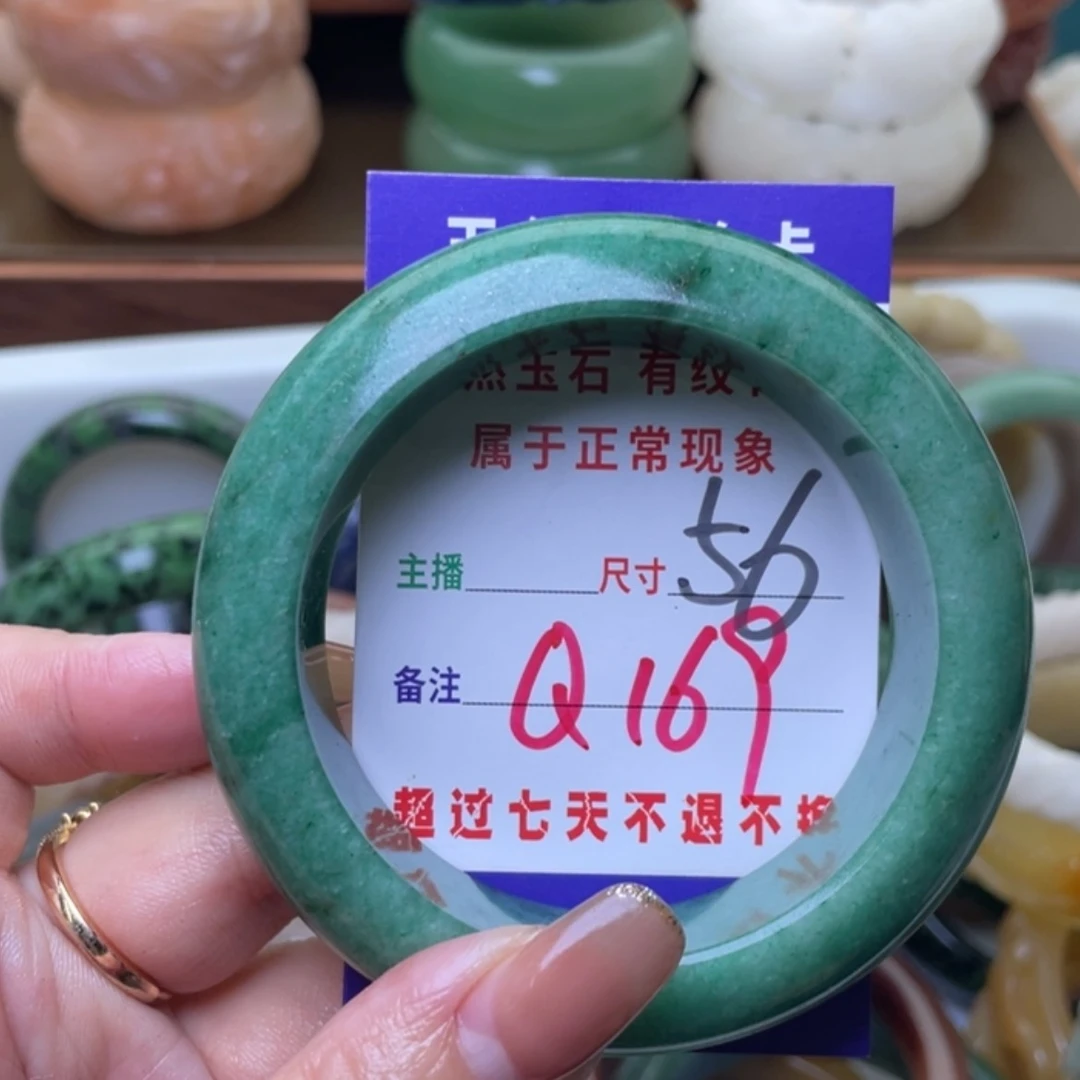 玉石 有纹
属于正常现象
主播 尺寸 56
备注 Q169
超过七天不退不换